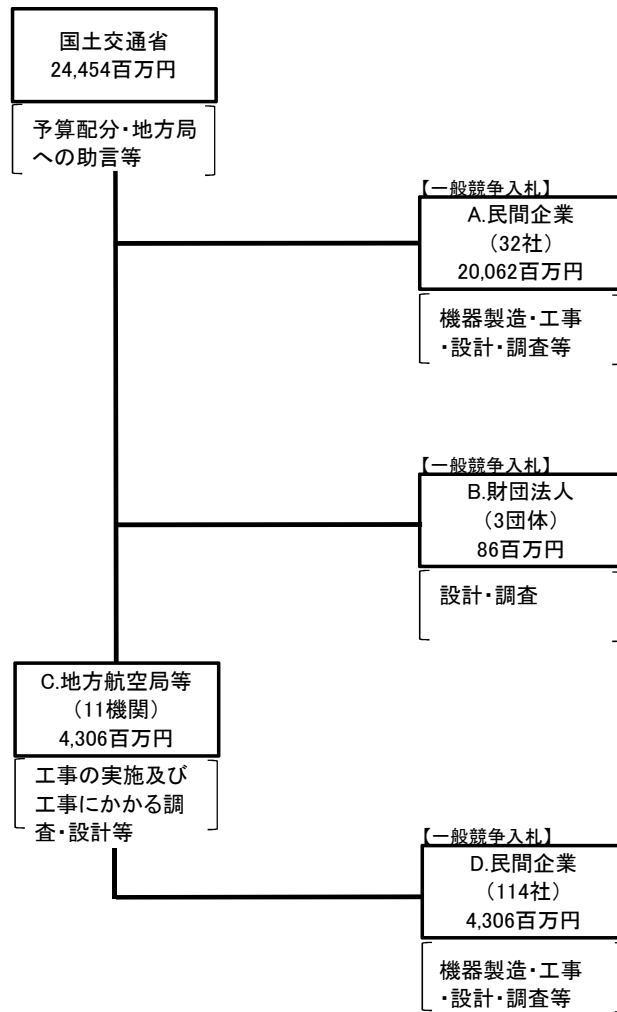 国土交通省
24,454百万円
予算配分・地方局
への助言等
【一般競争入札】
A.民間企業
（32社）
20,062百万円
機器製造・工事
・設計・調査等
【一般競争入札】
B.財団法人
（3団体）
86百万円
設計・調査
C.地方航空局等
（11機関）
4,306百万円
工事の実施及び
工事にかかる調
査・設計等
【一般競争入札】
D.民間企業
（114社）
4,306百万円
機器製造・工事
・設計・調査等